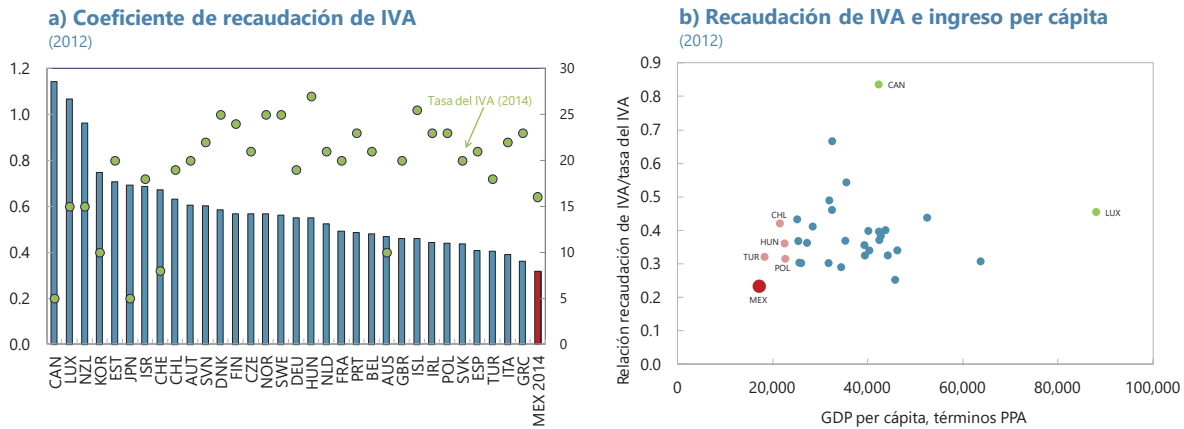 a) Coeficiente de recaudación de IVA
(2012)
1.2
1.0
0.8
0.6
0.4
0.2
0.0
30
25
20
15
10
5
0
Tasa del IVA (2014)
CAN
LUX
NZL
KOR
EST
JPN
ISR
CHE
CHL
AUT
SVN
DNK
FIN
CZE
NOR
SWE
DEU
HUN
NLD
FRA
PRT
BEL
AUS
GBR
ISL
IRL
POL
SVK
ESP
TUR
ITA
GRC
MEX 2014
b) Recaudación de IVA e ingreso per cápita
(2012)
Relación recaudación de IVA/tasa del IVA
0.9
0.8
0.7
0.6
0.5
0.4
0.3
0.2
0.1
0.0
CAN
LUX
CHL
HUN
TUR
POL
MEX
0
20,000
40,000
60,000
80,000
100,000
GDP per cápita, términos PPA